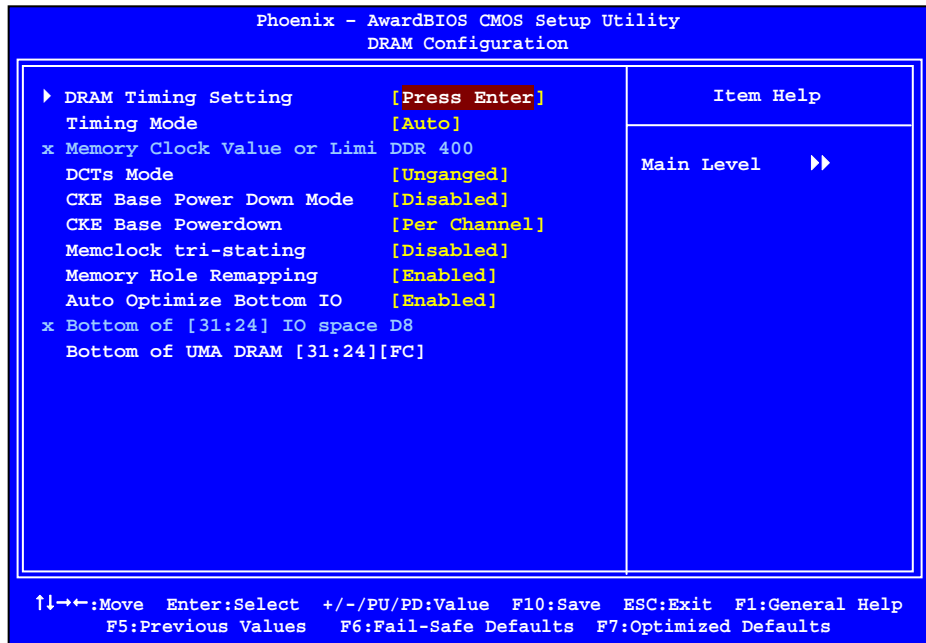 Phoenix – AwardBIOS CMOS Setup Utility
DRAM Configuration
DRAM Timing Setting [Press Enter]
Timing Mode [Auto]
x Memory Clock Value or Limi DDR 400
DCTs Mode [Unganged]
CKE Base Power Down Mode [Disabled]
CKE Base Powerdown [Per Channel]
Memclock tri-stating [Disabled]
Memory Hole Remapping [Enabled]
Auto Optimize Bottom IO [Enabled]
x Bottom of [31:24] IO space D8
Bottom of UMA DRAM [31:24][FC]
Item Help
Main Level
↑↓→←:Move Enter:Select +/-/PU/PD:Value F10:Save ESC:Exit F1:General Help
F5:Previous Values F6:Fail-Safe Defaults F7:Optimized Defaults